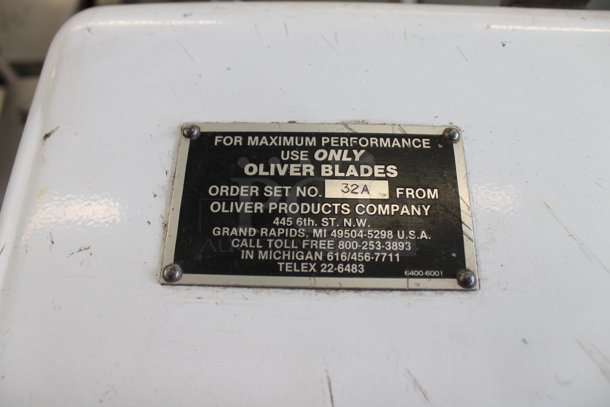 FOR MAXIMUM PERFORMANCE
USE ONLY
OLIVER BLADES
ORDER SET NO. 32A FROM
OLIVER PRODUCTS COMPANY
445 6th. ST. N.W.
GRAND RAPIDS, MI 49504-5298 U.S.A.
CALL TOLL FREE 800-253-3893
IN MICHIGAN 616/456-7711
TELEX 22-6483
6400-6001